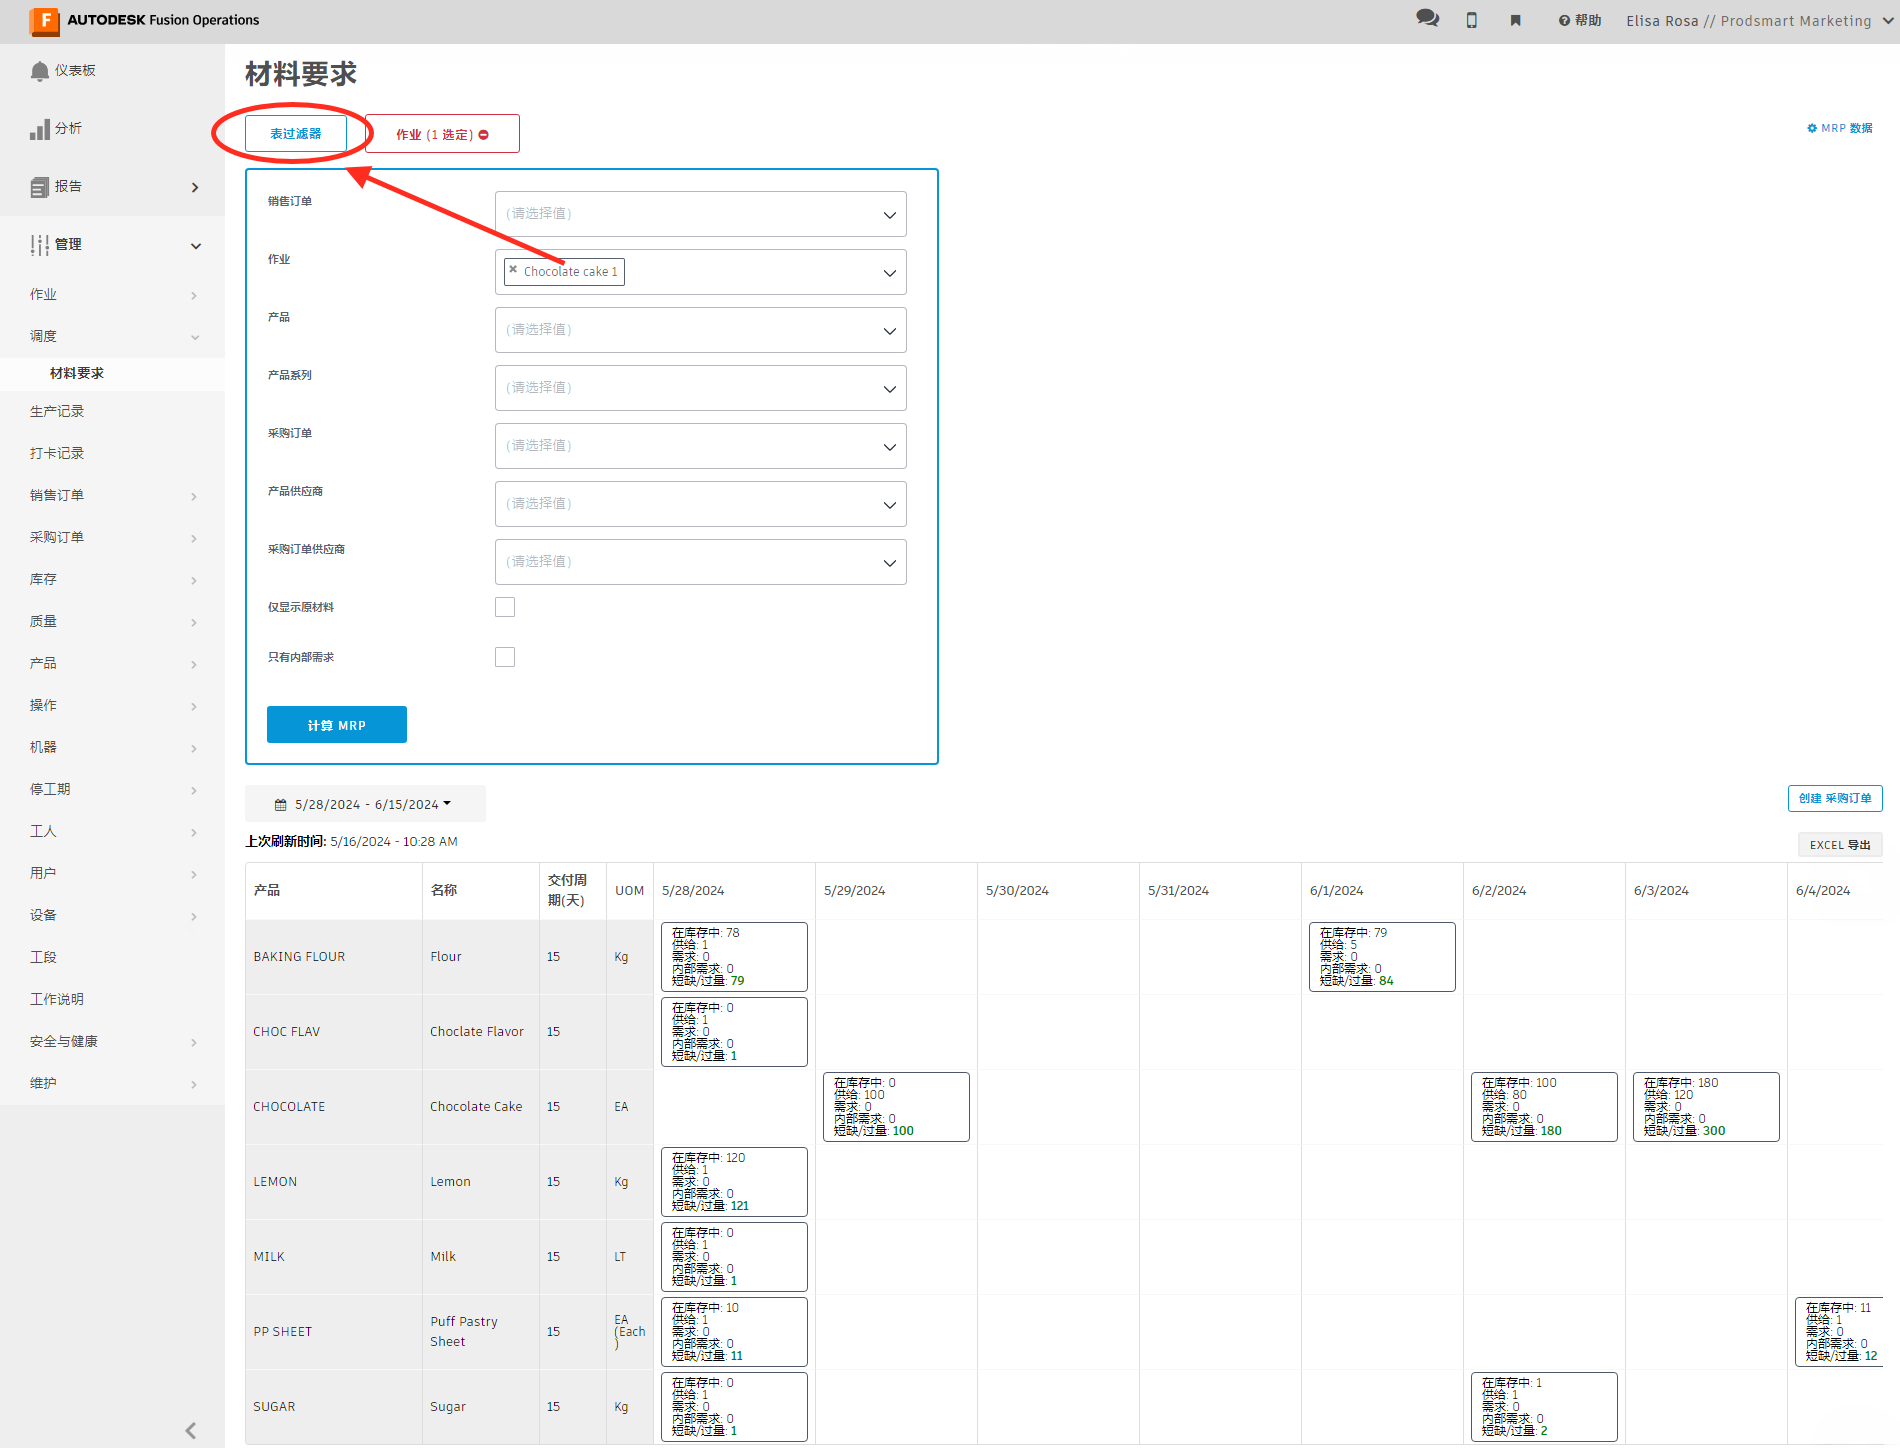 F AUTODESK Fusion Operations
帮助
Elisa Rosa // Prodsmart Marketing
仪表板
分析
报告
管理
作业
调度
材料要求
生产记录
打卡记录
销售订单
采购订单
库存
质量
产品
操作
机器
停工期
工人
用户
设备
工段
工作说明
安全与健康
维护
材料要求
表过滤器
作业 (1 选定)
MRP 数据
销售订单 (请选择值)
作业 × Chocolate cake 1
产品 (请选择值)
产品系列 (请选择值)
采购订单 (请选择值)
产品供应商 (请选择值)
采购订单供应商 (请选择值)
仅显示原材料
只有内部需求
计算 MRP
5/28/2024 - 6/15/2024
创建 采购订单
上次刷新时间: 5/16/2024 - 10:28 AM
EXCEL 导出
产品 名称 交付周期(天) UOM 5/28/2024 5/29/2024 5/30/2024 5/31/2024 6/1/2024 6/2/2024 6/3/2024 6/4/2024
BAKING FLOUR Flour 15 Kg
在库存中: 78
供给: 1
需求: 0
内部需求: 0
短缺/过量: 79
在库存中: 79
供给: 5
需求: 0
内部需求: 0
短缺/过量: 84
CHOC FLAV Choclate Flavor 15
在库存中: 0
供给: 1
需求: 0
内部需求: 0
短缺/过量: 1
CHOCOLATE Chocolate Cake 15 EA
在库存中: 0
供给: 100
需求: 0
内部需求: 0
短缺/过量: 100
在库存中: 100
供给: 80
需求: 0
内部需求: 0
短缺/过量: 180
在库存中: 180
供给: 120
需求: 0
内部需求: 0
短缺/过量: 300
LEMON Lemon 15 Kg
在库存中: 120
供给: 1
需求: 0
内部需求: 0
短缺/过量: 121
MILK Milk 15 LT
在库存中: 0
供给: 1
需求: 0
内部需求: 0
短缺/过量: 1
PP SHEET Puff Pastry Sheet 15 EA (Each)
在库存中: 10
供给: 1
需求: 0
内部需求: 0
短缺/过量: 11
在库存中: 11
供给: 1
需求: 0
内部需求: 0
短缺/过量: 12
SUGAR Sugar 15 Kg
在库存中: 0
供给: 1
需求: 0
内部需求: 0
短缺/过量: 1
在库存中: 1
供给: 1
需求: 0
内部需求: 0
短缺/过量: 2